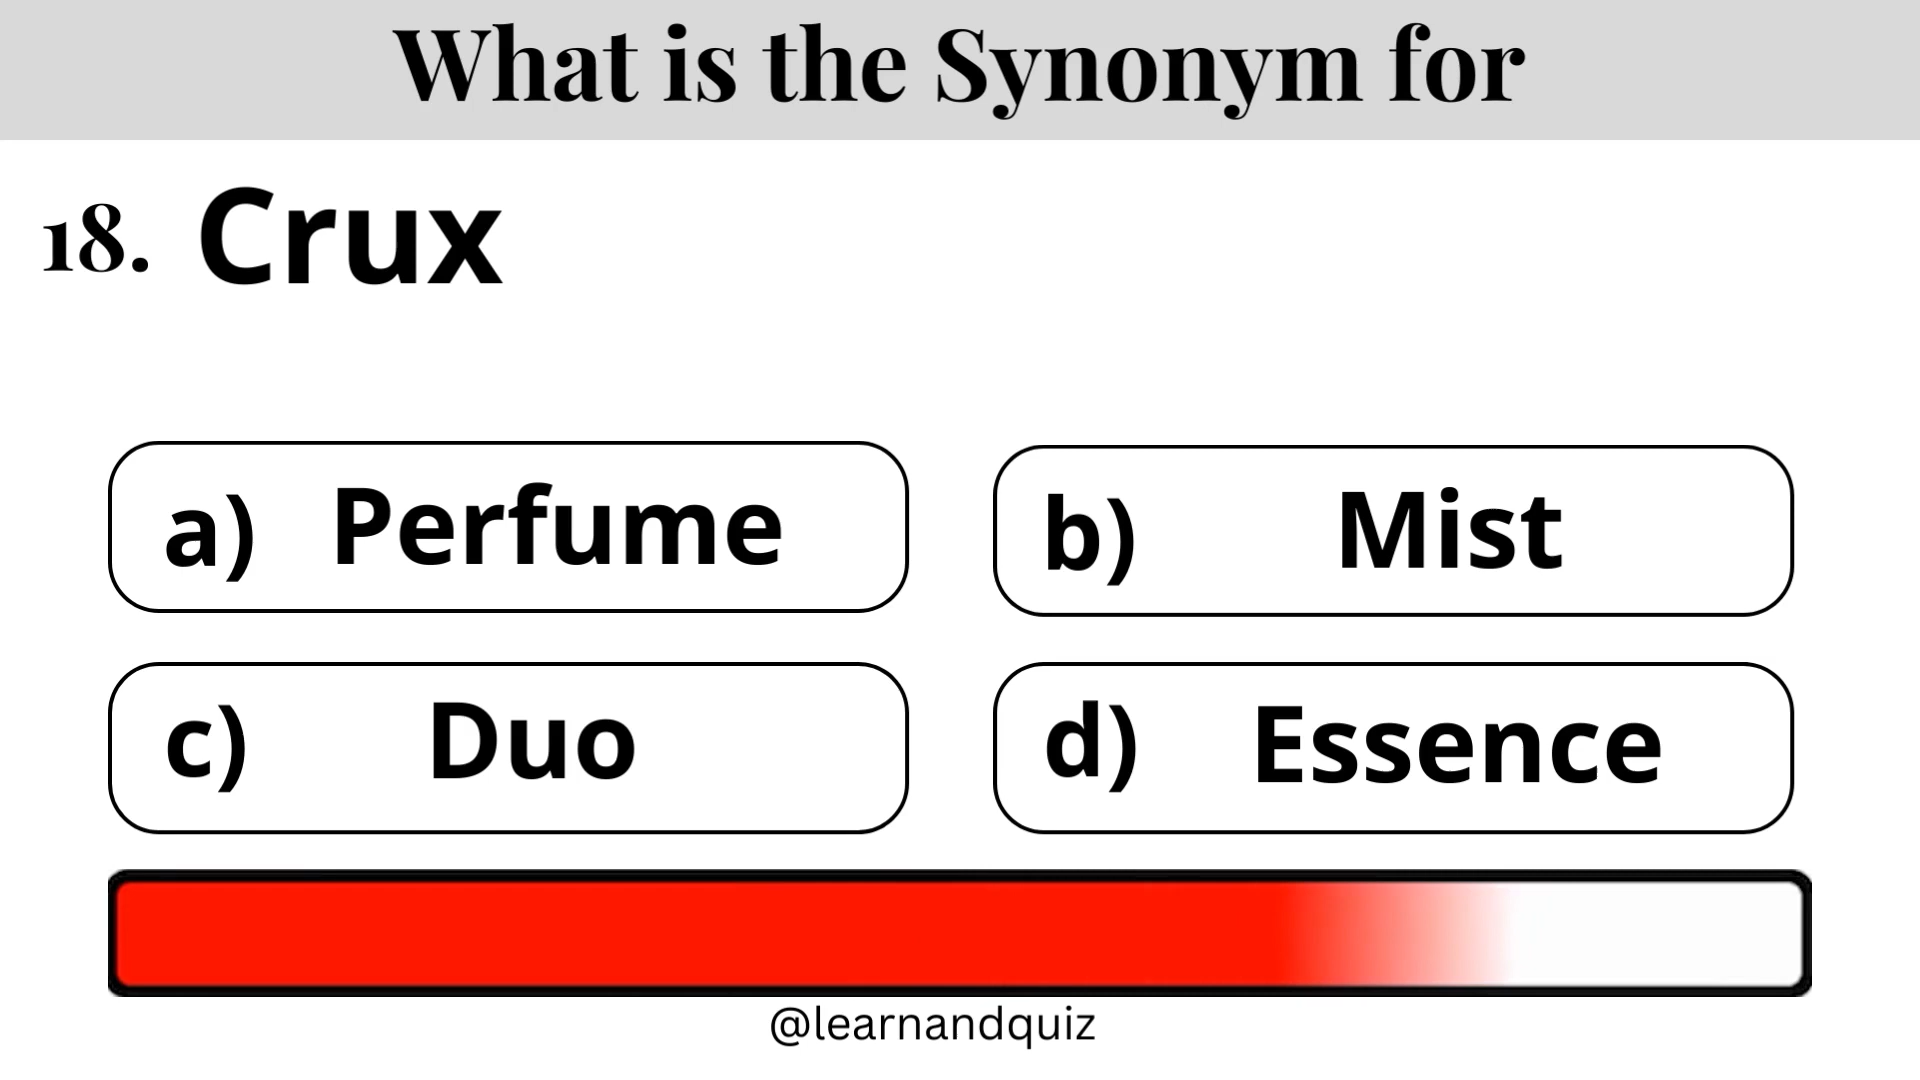 What is the Synonym for
18. Crux
a) Perfume
b) Mist
c) Duo
d) Essence
@learnandquiz